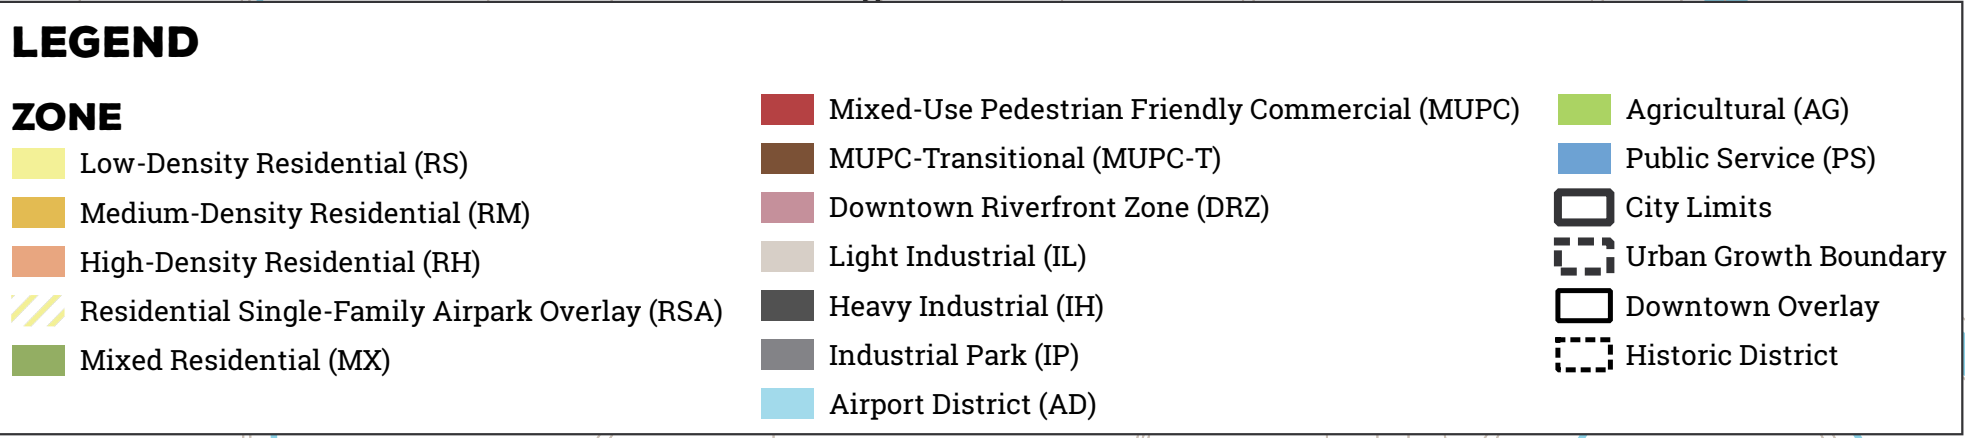 LEGEND
ZONE
Low-Density Residential (RS)
Medium-Density Residential (RM)
High-Density Residential (RH)
Residential Single-Family Airpark Overlay (RSA)
Mixed Residential (MX)
Mixed-Use Pedestrian Friendly Commercial (MUPC)
MUPC-Transitional (MUPC-T)
Downtown Riverfront Zone (DRZ)
Light Industrial (IL)
Heavy Industrial (IH)
Industrial Park (IP)
Airport District (AD)
Agricultural (AG)
Public Service (PS)
City Limits
Urban Growth Boundary
Downtown Overlay
Historic District